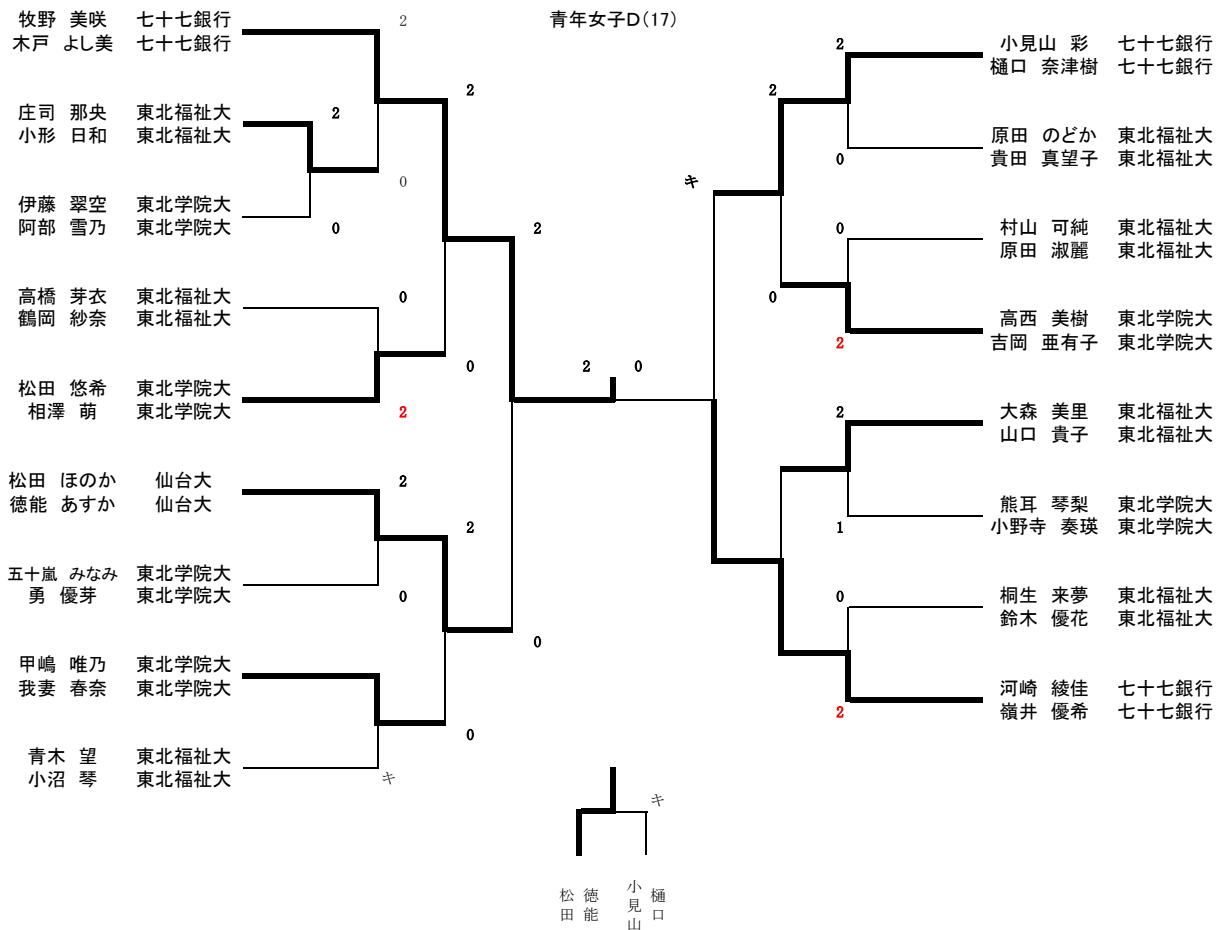 青年女子D(17)
牧野 美咲 七十七銀行
木戸 よし美 七十七銀行
2
庄司 那央 東北福祉大
小形 日和 東北福祉大
2
2
0
伊藤 翠空 東北学院大
阿部 雪乃 東北学院大
0
2
高橋 芽衣 東北福祉大
鶴岡 紗奈 東北福祉大
0
0
松田 悠希 東北学院大
相澤 萌 東北学院大
2
松田 ほのか 仙台大
徳能 あすか 仙台大
2
2
五十嵐 みなみ 東北学院大
勇 優芽 東北学院大
0
0
甲嶋 唯乃 東北学院大
我妻 春奈 東北学院大
0
青木 望 東北福祉大
小沼 琴 東北福祉大
キ
2 0
小見山 彩 七十七銀行
樋口 奈津樹 七十七銀行
2
2
原田 のどか 東北福祉大
貴田 真望子 東北福祉大
0
キ
村山 可純 東北福祉大
原田 淑麗 東北福祉大
0
0
高西 美樹 東北学院大
吉岡 亜有子 東北学院大
2
大森 美里 東北福祉大
山口 貴子 東北福祉大
2
熊耳 琴梨 東北学院大
小野寺 奏瑛 東北学院大
1
桐生 来夢 東北福祉大
鈴木 優花 東北福祉大
0
河崎 綾佳 七十七銀行
嶺井 優希 七十七銀行
2
キ
松田
徳能
小見山
樋口